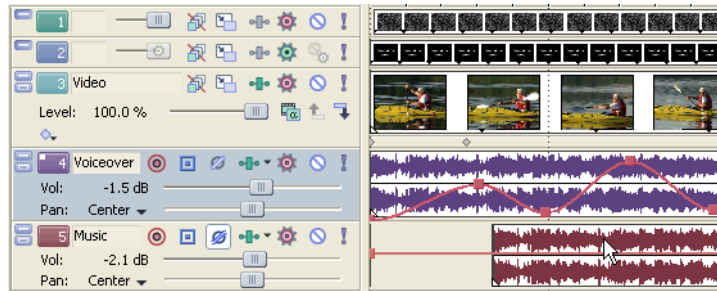 1
2
3 Video
Level: 100.0 %
4 Voiceover
Vol: -1.5 dB
Pan: Center
5 Music
Vol: -2.1 dB
Pan: Center